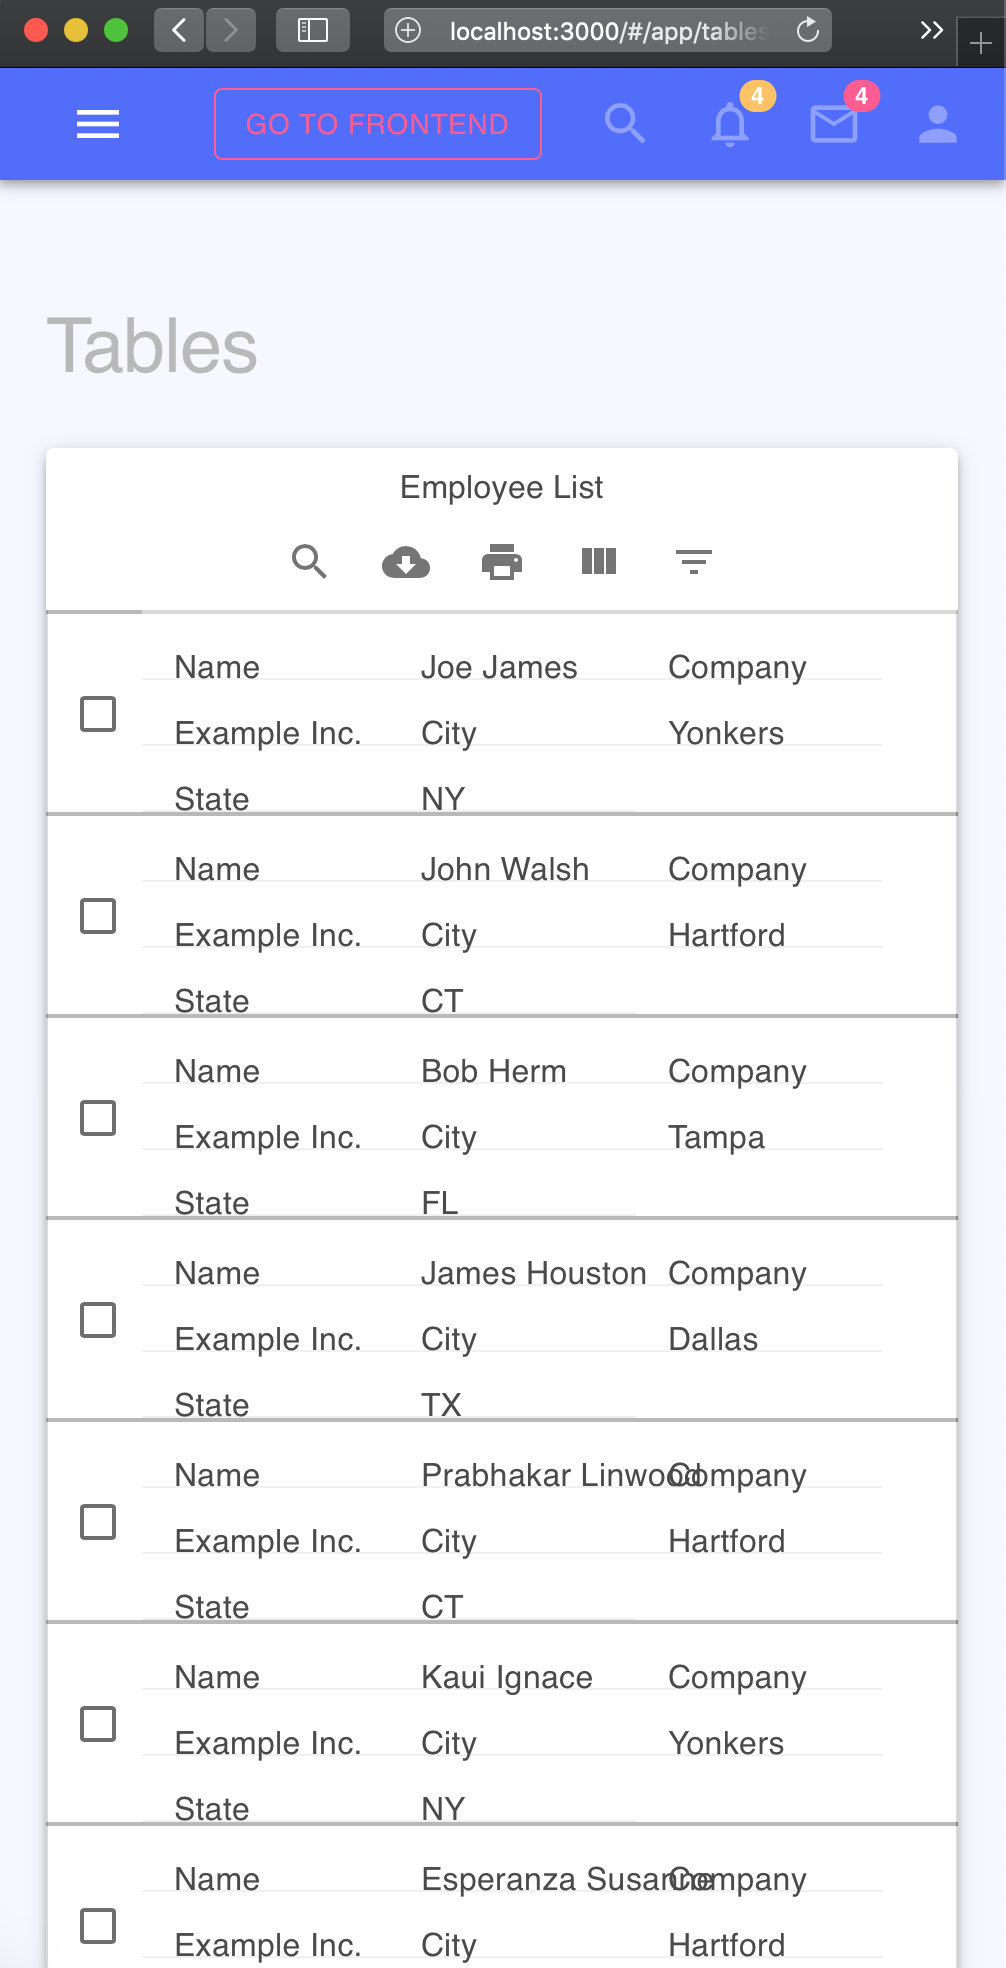 localhost:3000/#/app/tables
GO TO FRONTEND
4
4
Tables
Employee List
Name Joe James Company
Example Inc. City Yonkers
State NY
Name John Walsh Company
Example Inc. City Hartford
State CT
Name Bob Herm Company
Example Inc. City Tampa
State FL
Name James Houston Company
Example Inc. City Dallas
State TX
Name Prabhakar Linwood Company
Example Inc. City Hartford
State CT
Name Kaui Ignace Company
Example Inc. City Yonkers
State NY
Name Esperanza Susanne Company
Example Inc. City Hartford